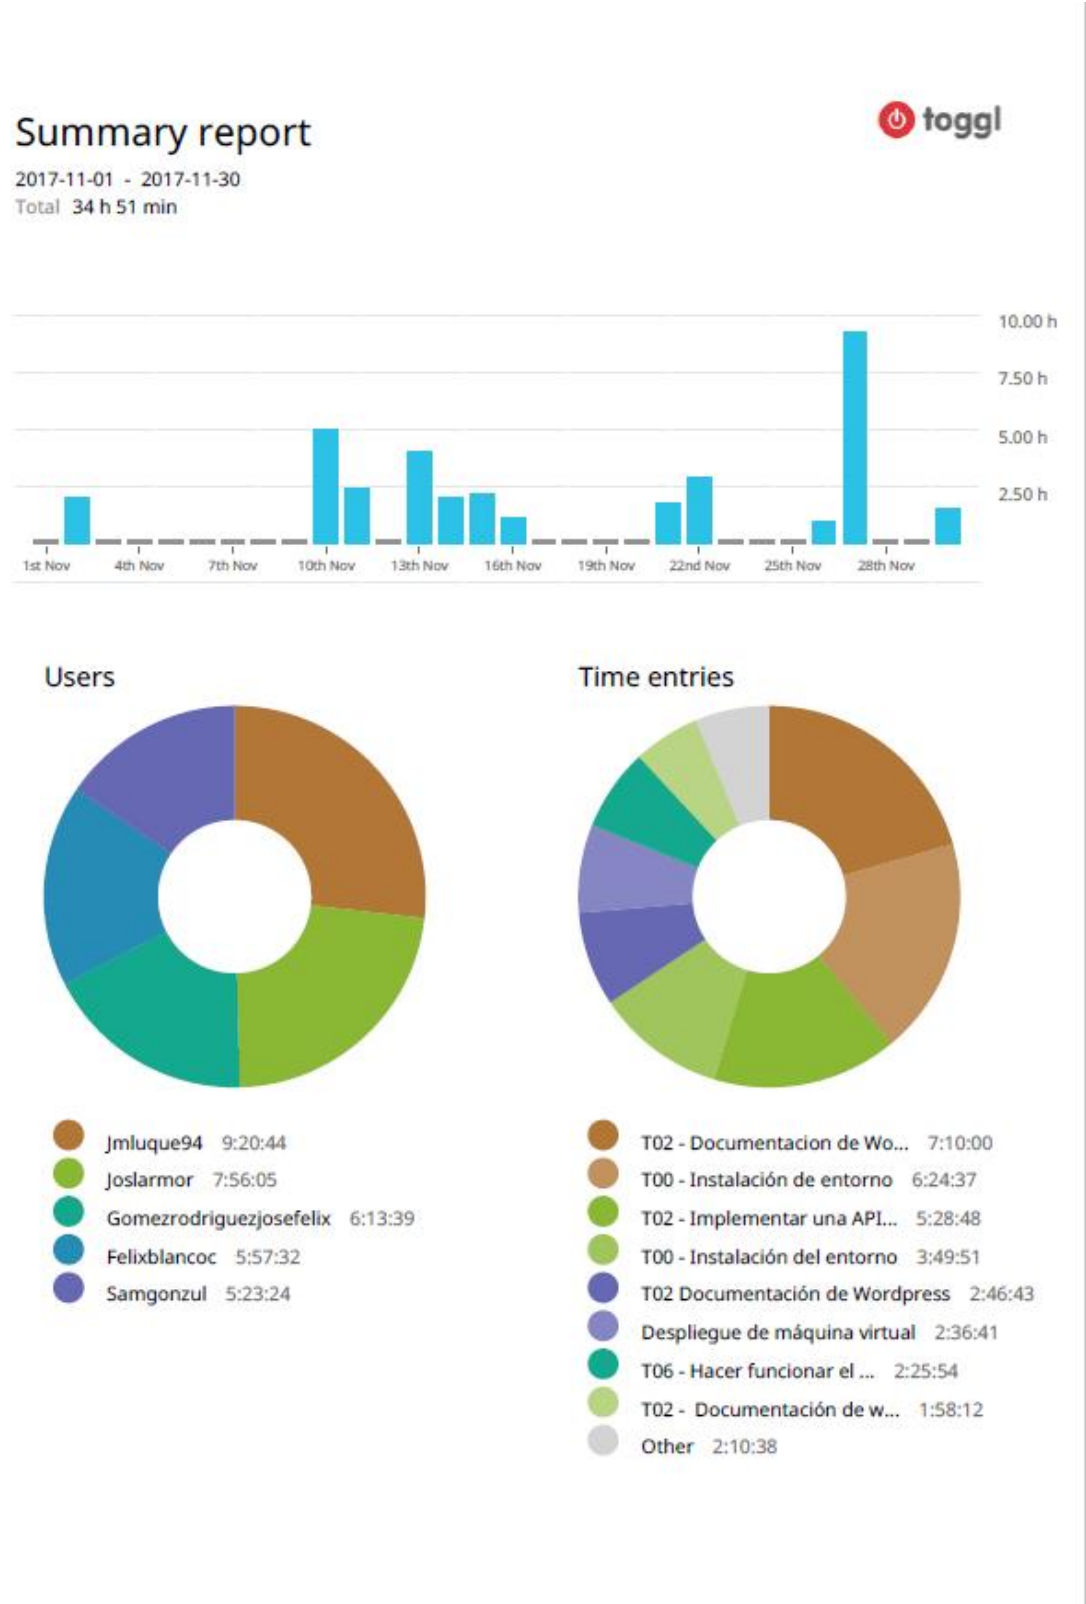 Summary report
toggl
2017-11-01 - 2017-11-30
Total 34 h 51 min
10.00 h
7.50 h
5.00 h
2.50 h
1st Nov 4th Nov 7th Nov 10th Nov 13th Nov 16th Nov 19th Nov 22nd Nov 25th Nov 28th Nov
Users
Jmluque94 9:20:44
Joslarmor 7:56:05
Gomezrodriguezjosefelix 6:13:39
Felixblancoc 5:57:32
Samgonzul 5:23:24
Time entries
T02 - Documentacion de Wo... 7:10:00
T00 - Instalación de entorno 6:24:37
T02 - Implementar una API... 5:28:48
T00 - Instalación del entorno 3:49:51
T02 Documentación de Wordpress 2:46:43
Despliegue de máquina virtual 2:36:41
T06 - Hacer funcionar el ... 2:25:54
T02 - Documentación de w... 1:58:12
Other 2:10:38